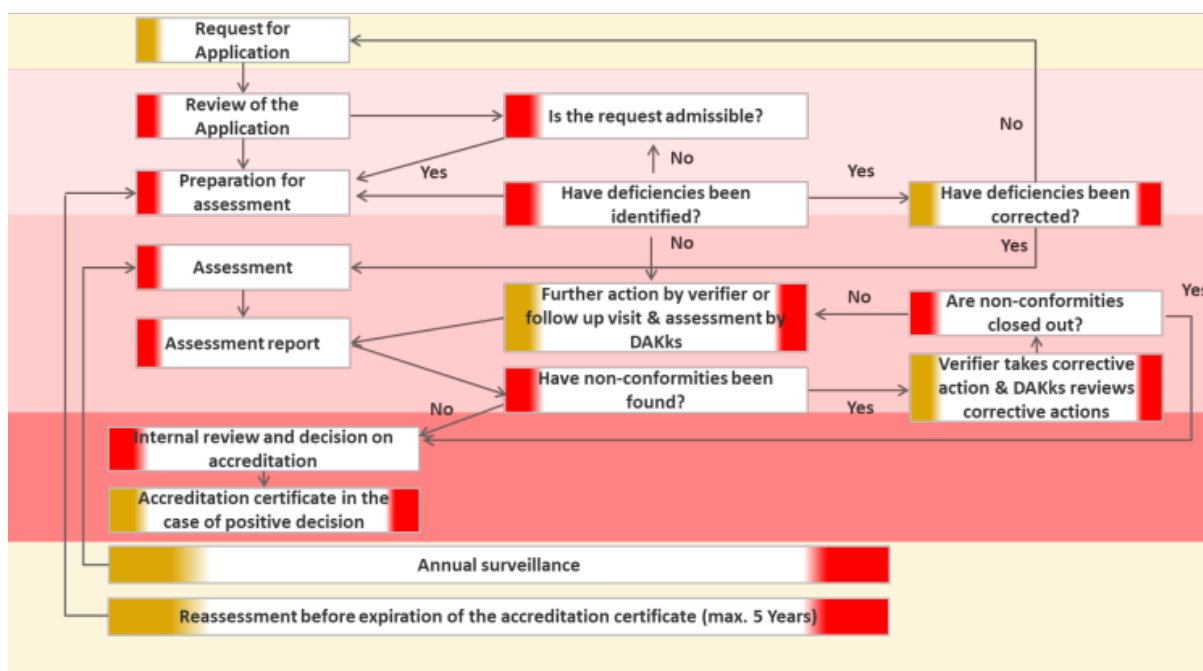 Request for
Application
No
Review of the
Application
Is the request admissible?
Yes
No
Yes
Preparation for
assessment
Have deficiencies been
identified?
Have deficiencies been
corrected?
No
Yes
Assessment
Further action by verifier or
follow up visit & assessment by
DAKks
No
Are non-conformities
closed out?
Yes
Assessment report
Have non-conformities been
found?
Yes
Verifier takes corrective
action & DAKks reviews
corrective actions
No
Internal review and decision on
accreditation
Accreditation certificate in the
case of positive decision
Annual surveillance
Reassessment before expiration of the accreditation certificate (max. 5 Years)